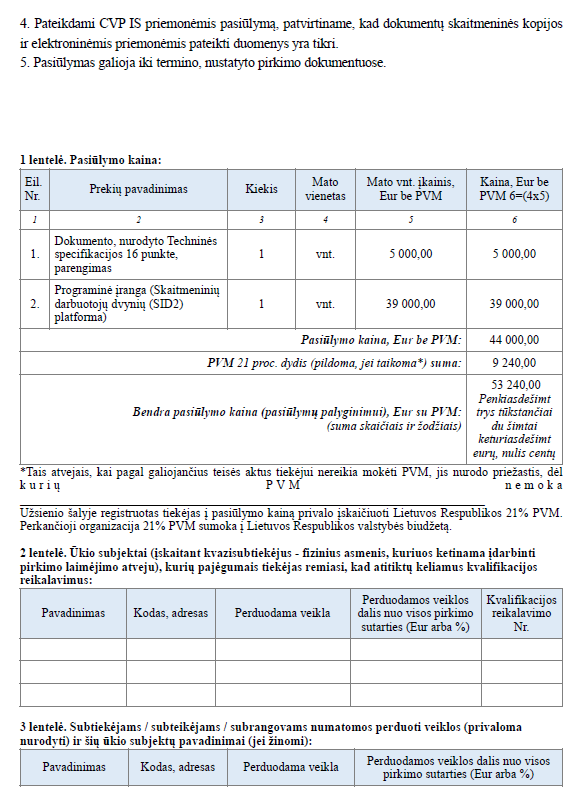 4. Pateikdami CVP IS priemonėmis pasiūlymą, patvirtiname, kad dokumentų skaitmeninės kopijos
ir elektroninėmis priemonėmis pateikti duomenys yra tikri.
5. Pasiūlymas galioja iki termino, nustatyto pirkimo dokumentuose.
1 lentelė. Pasiūlymo kaina:
Eil. Nr.
Prekių pavadinimas
Kiekis
Mato vienetas
Mato vnt. įkainis, Eur be PVM
Kaina, Eur be PVM 6=(4x5)
1 2 3 4 5 6
1.
Dokumento, nurodyto Techninės
specifikacijos 16 punkte,
parengimas
1 vnt. 5 000,00 5 000,00
2.
Programinė įranga (Skaitmeninių
darbuotojų dvynių (SID2)
platforma)
1 vnt. 39 000,00 39 000,00
Pasiūlymo kaina, Eur be PVM: 44 000,00
PVM 21 proc. dydis (pildoma, jei taikoma*) suma: 9 240,00
Bendra pasiūlymo kaina (pasiūlymų palyginimui), Eur su PVM:
(suma skaičiais ir žodžiais)
53 240,00
Penkiasdešimt
trys tūkstančiai
du šimtai
keturiasdešimt
eurų, nulis centų
*Tais atvejais, kai pagal galiojančius teisės aktus tiekėjui nereikia mokėti PVM, jis nurodo priežastis, dėl
kurių PVM nemoka
Užsienio šalyje registruotas tiekėjas į pasiūlymo kainą privalo įskaičiuoti Lietuvos Respublikos 21% PVM.
Perkančioji organizacija 21% PVM sumoka į Lietuvos Respublikos valstybės biudžetą.
2 lentelė. Ūkio subjektai (įskaitant kvazisubtiekėjus - fizinius asmenis, kuriuos ketinama įdarbinti
pirkimo laimėjimo atveju), kurių pajėgumais tiekėjas remiasi, kad atitiktų keliamus kvalifikacijos
reikalavimus:
Pavadinimas
Kodas, adresas
Perduodama veikla
Perduodamos veiklos
dalis nuo visos pirkimo
sutarties (Eur arba %)
Kvalifikacijos
reikalavimo
Nr.
3 lentelė. Subtiekėjams / subteikėjams / subrangovams numatomos perduoti veiklos (privaloma
nurodyti) ir šių ūkio subjektų pavadinimai (jei žinomi):
Pavadinimas
Kodas, adresas
Perduodama veikla
Perduodamos veiklos dalis nuo visos
pirkimo sutarties (Eur arba %)